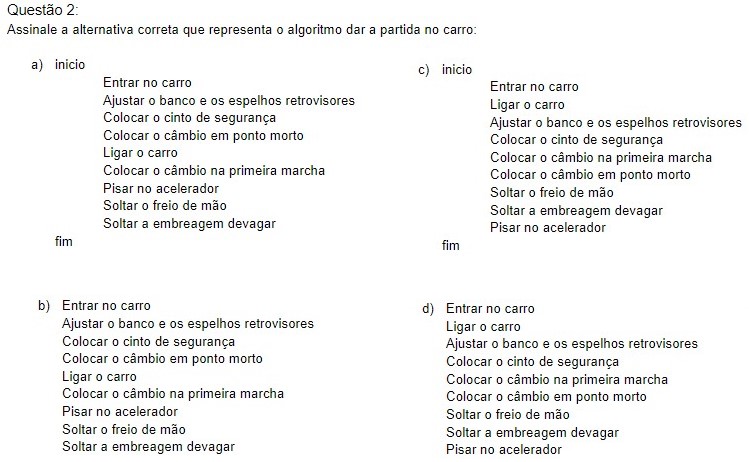 Questão 2:
Assinale a alternativa correta que representa o algoritmo dar a partida no carro:
a) inicio
Entrar no carro
Ajustar o banco e os espelhos retrovisores
Colocar o cinto de segurança
Colocar o câmbio em ponto morto
Ligar o carro
Colocar o câmbio na primeira marcha
Pisar no acelerador
Soltar o freio de mão
Soltar a embreagem devagar
fim
b) Entrar no carro
Ajustar o banco e os espelhos retrovisores
Colocar o cinto de segurança
Colocar o câmbio em ponto morto
Ligar o carro
Colocar o câmbio na primeira marcha
Pisar no acelerador
Soltar o freio de mão
Soltar a embreagem devagar
c) inicio
Entrar no carro
Ligar o carro
Ajustar o banco e os espelhos retrovisores
Colocar o cinto de segurança
Colocar o câmbio na primeira marcha
Colocar o câmbio em ponto morto
Soltar o freio de mão
Soltar a embreagem devagar
Pisar no acelerador
fim
d) Entrar no carro
Ligar o carro
Ajustar o banco e os espelhos retrovisores
Colocar o cinto de segurança
Colocar o câmbio na primeira marcha
Colocar o câmbio em ponto morto
Soltar o freio de mão
Soltar a embreagem devagar
Pisar no acelerador